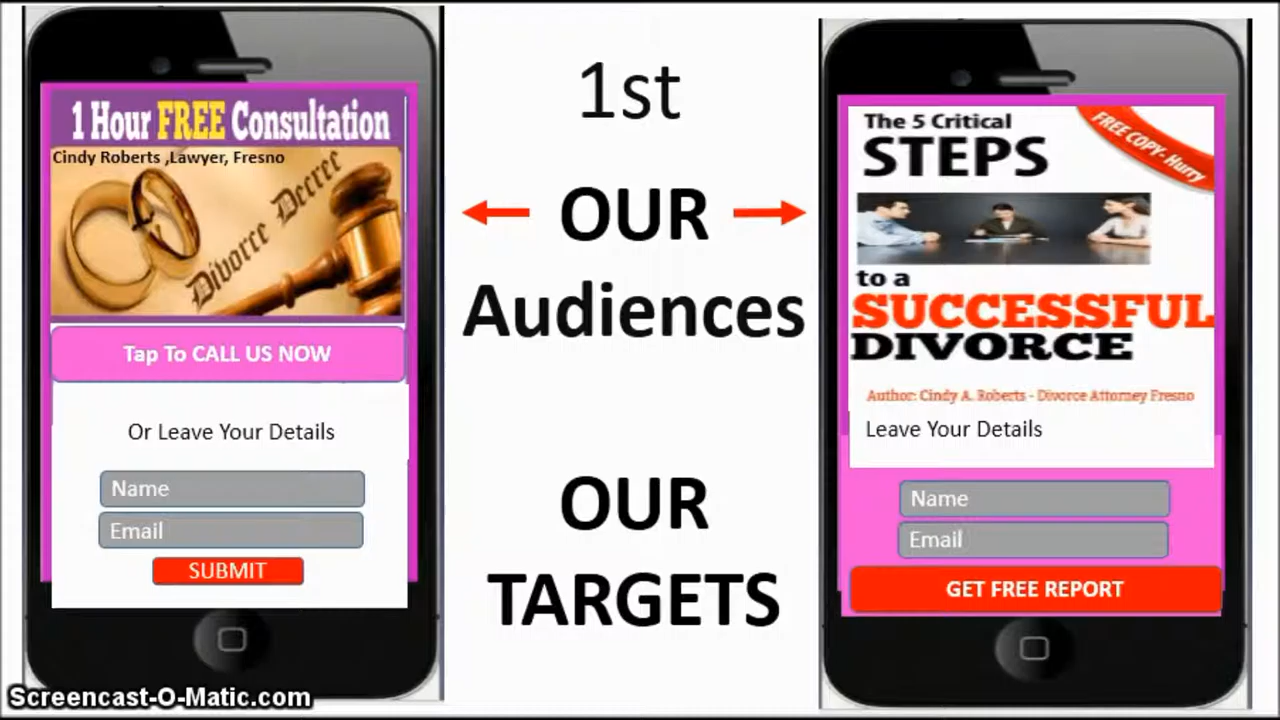 1 Hour FREE Consultation
Cindy Roberts ,Lawyer, Fresno
Divorce Decree
Tap To CALL US NOW
Or Leave Your Details
Name
Email
SUBMIT
1st
OUR
Audiences
OUR
TARGETS
The 5 Critical
STEPS
FREE COPY- Hurry
to a
SUCCESSFUL
DIVORCE
Author: Cindy A. Roberts - Divorce Attorney Fresno
Leave Your Details
Name
Email
GET FREE REPORT
Screencast-O-Matic.com